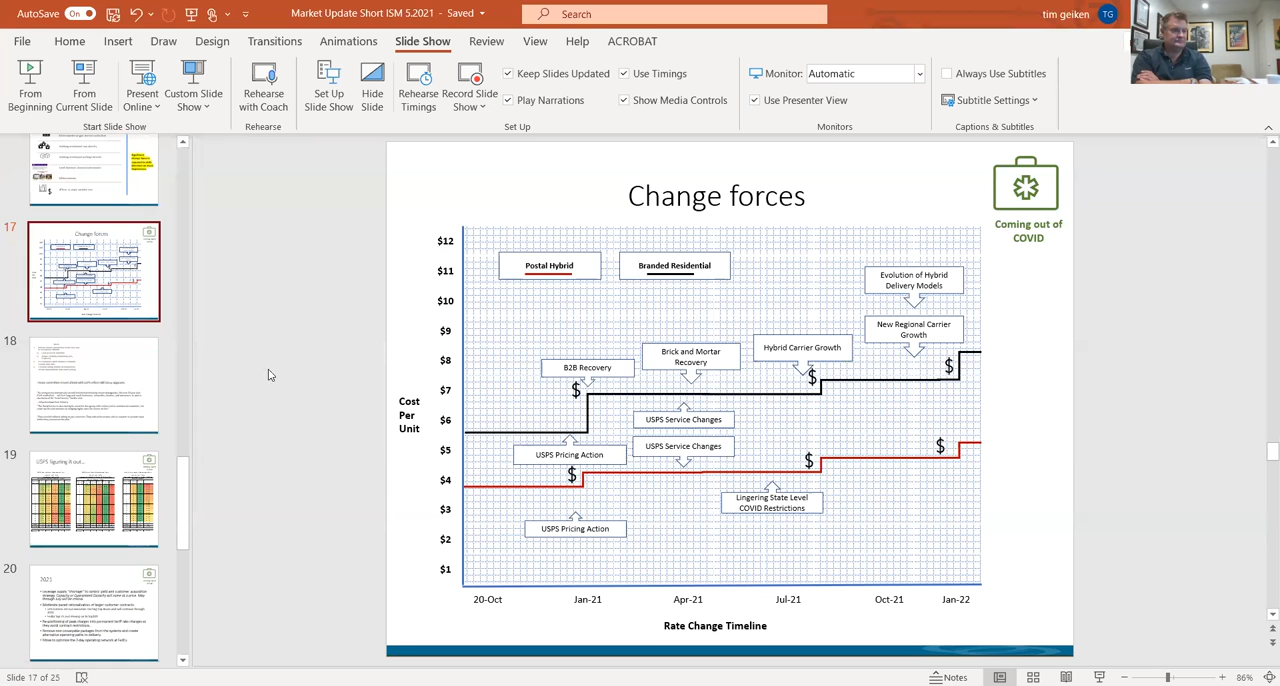 AutoSave On Market Update Short ISM 5.2021 - Saved Search tim geiken TG
File Home Insert Draw Design Transitions Animations Slide Show Review View Help ACROBAT
From Beginning
From Current Slide
Present Online
Custom Slide Show
Rehearse with Coach
Set Up Slide Show
Hide Slide
Rehearse Timings
Record Slide Show
Keep Slides Updated
Play Narrations
Use Timings
Show Media Controls
Monitor: Automatic
Use Presenter View
Always Use Subtitles
Subtitle Settings
Start Slide Show
Rehearse
Set Up
Monitors
Captions & Subtitles
17
Change forces
18
19
USPS figuring it out...
20
2021
Change forces
Coming out of
COVID
$12
$11
$10
$9
$8
$7
$6
$5
$4
$3
$2
$1
Cost
Per
Unit
Postal Hybrid
Branded Residential
Evolution of Hybrid
Delivery Models
New Regional Carrier
Growth
Hybrid Carrier Growth
Brick and Mortar
Recovery
B2B Recovery
$
$
$
USPS Service Changes
USPS Service Changes
USPS Pricing Action
$
$
$
Lingering State Level
COVID Restrictions
USPS Pricing Action
20-Oct Jan-21 Apr-21 Jul-21 Oct-21 Jan-22
Rate Change Timeline
Slide 17 of 25
Notes
86%